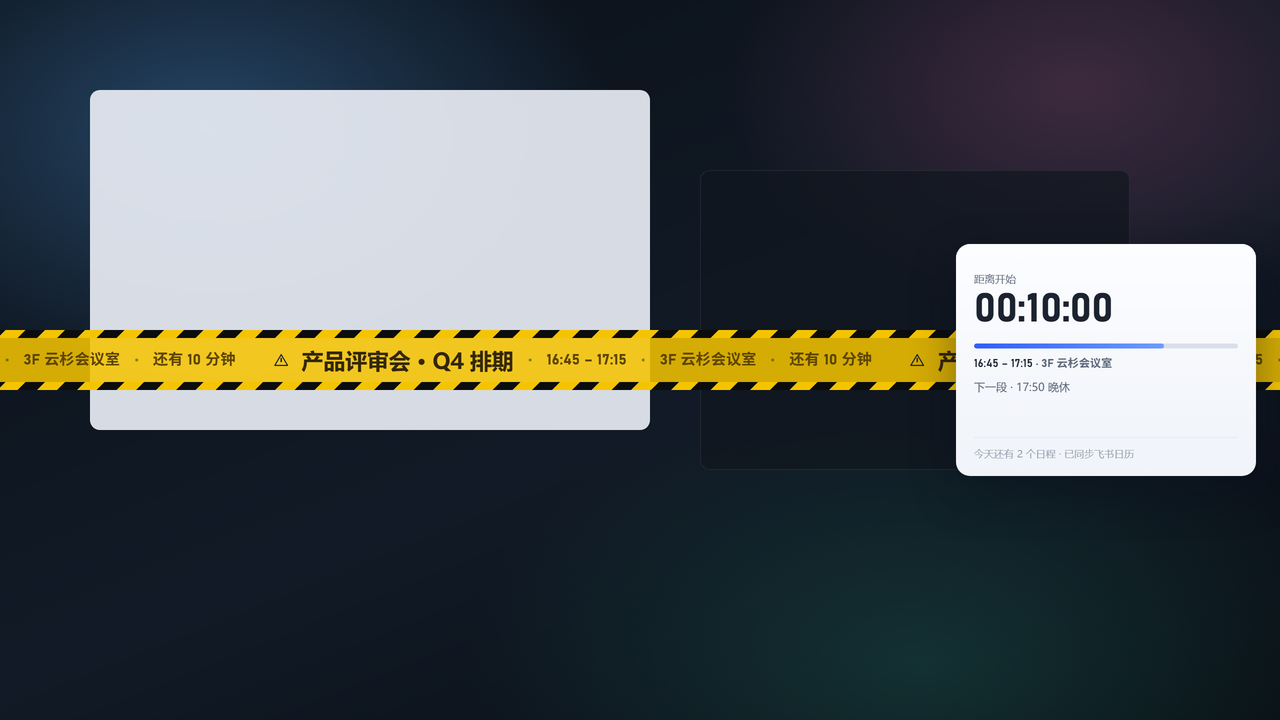 · 3F 云杉会议室 · 还有 10 分钟 ⚠ 产品评审会 • Q4 排期 · 16:45 – 17:15 · 3F 云杉会议室 · 还有 10 分钟 ⚠
距离开始
00:10:00
16:45 – 17:15 · 3F 云杉会议室
下一段 · 17:50 晚休
今天还有 2 个日程 · 已同步飞书日历